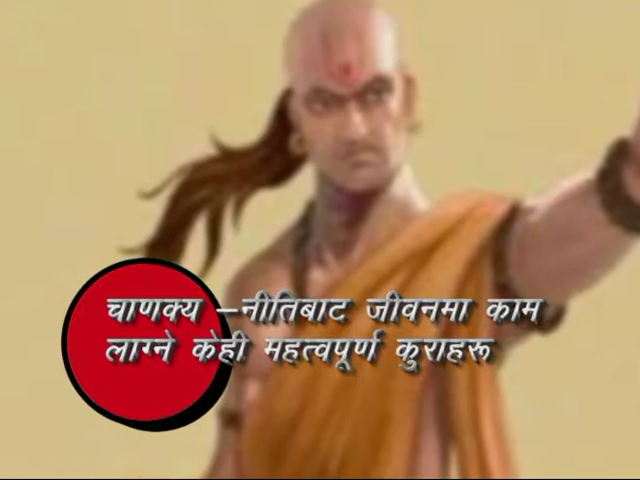 चाणक्य –नीतिबाट जीवनमा काम
लाग्ने केही महत्वपूर्ण कुराहरू